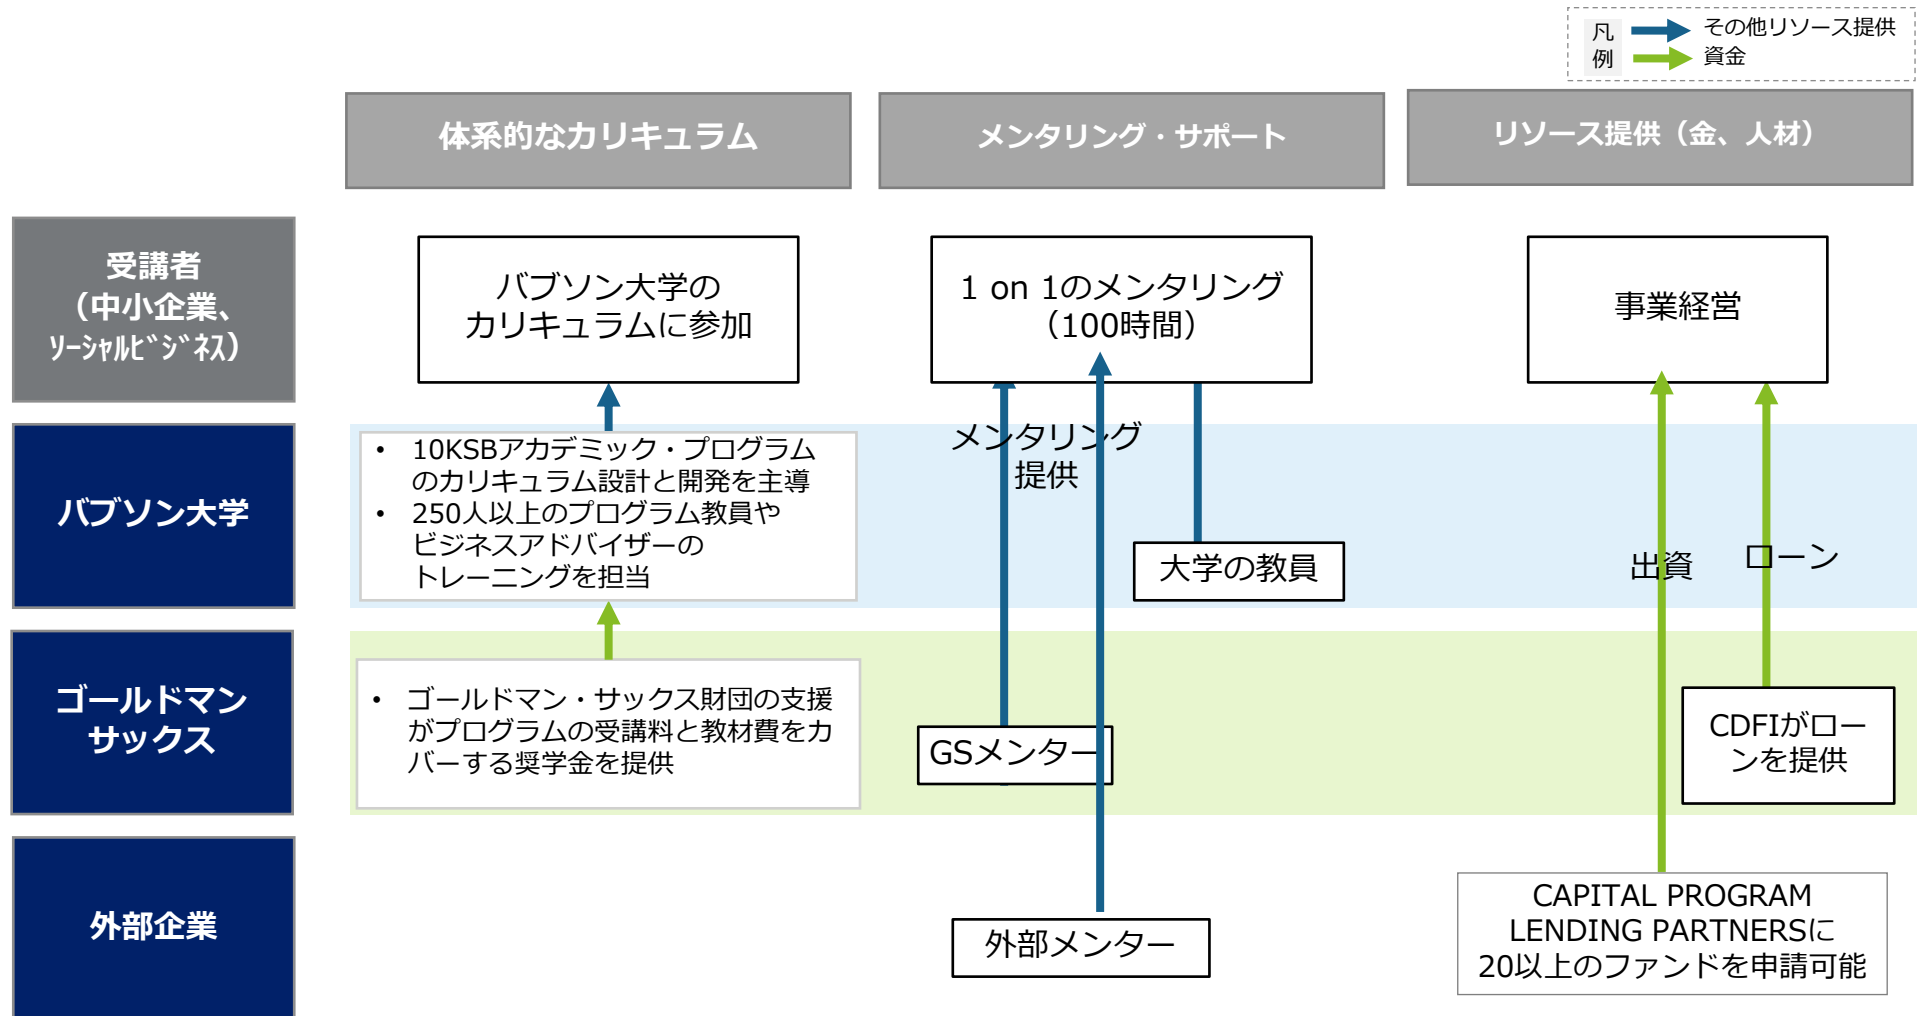 凡
例
その他リソース提供
資金
体系的なカリキュラム
メンタリング・サポート
リソース提供（金、人材）
受講者
（中小企業、
ｿｰｼｬﾙﾋﾞｼﾞﾈｽ）
バブソン大学の
カリキュラムに参加
1 on 1のメンタリング
（100時間）
事業経営
バブソン大学
• 10KSBアカデミック・プログラム
のカリキュラム設計と開発を主導
• 250人以上のプログラム教員や
ビジネスアドバイザーの
トレーニングを担当
メンタリング
提供
大学の教員
出資
ローン
ゴールドマン
サックス
• ゴールドマン・サックス財団の支援
がプログラムの受講料と教材費をカ
バーする奨学金を提供
GSメンター
CDFIがロー
ンを提供
外部企業
外部メンター
CAPITAL PROGRAM
LENDING PARTNERSに
20以上のファンドを申請可能